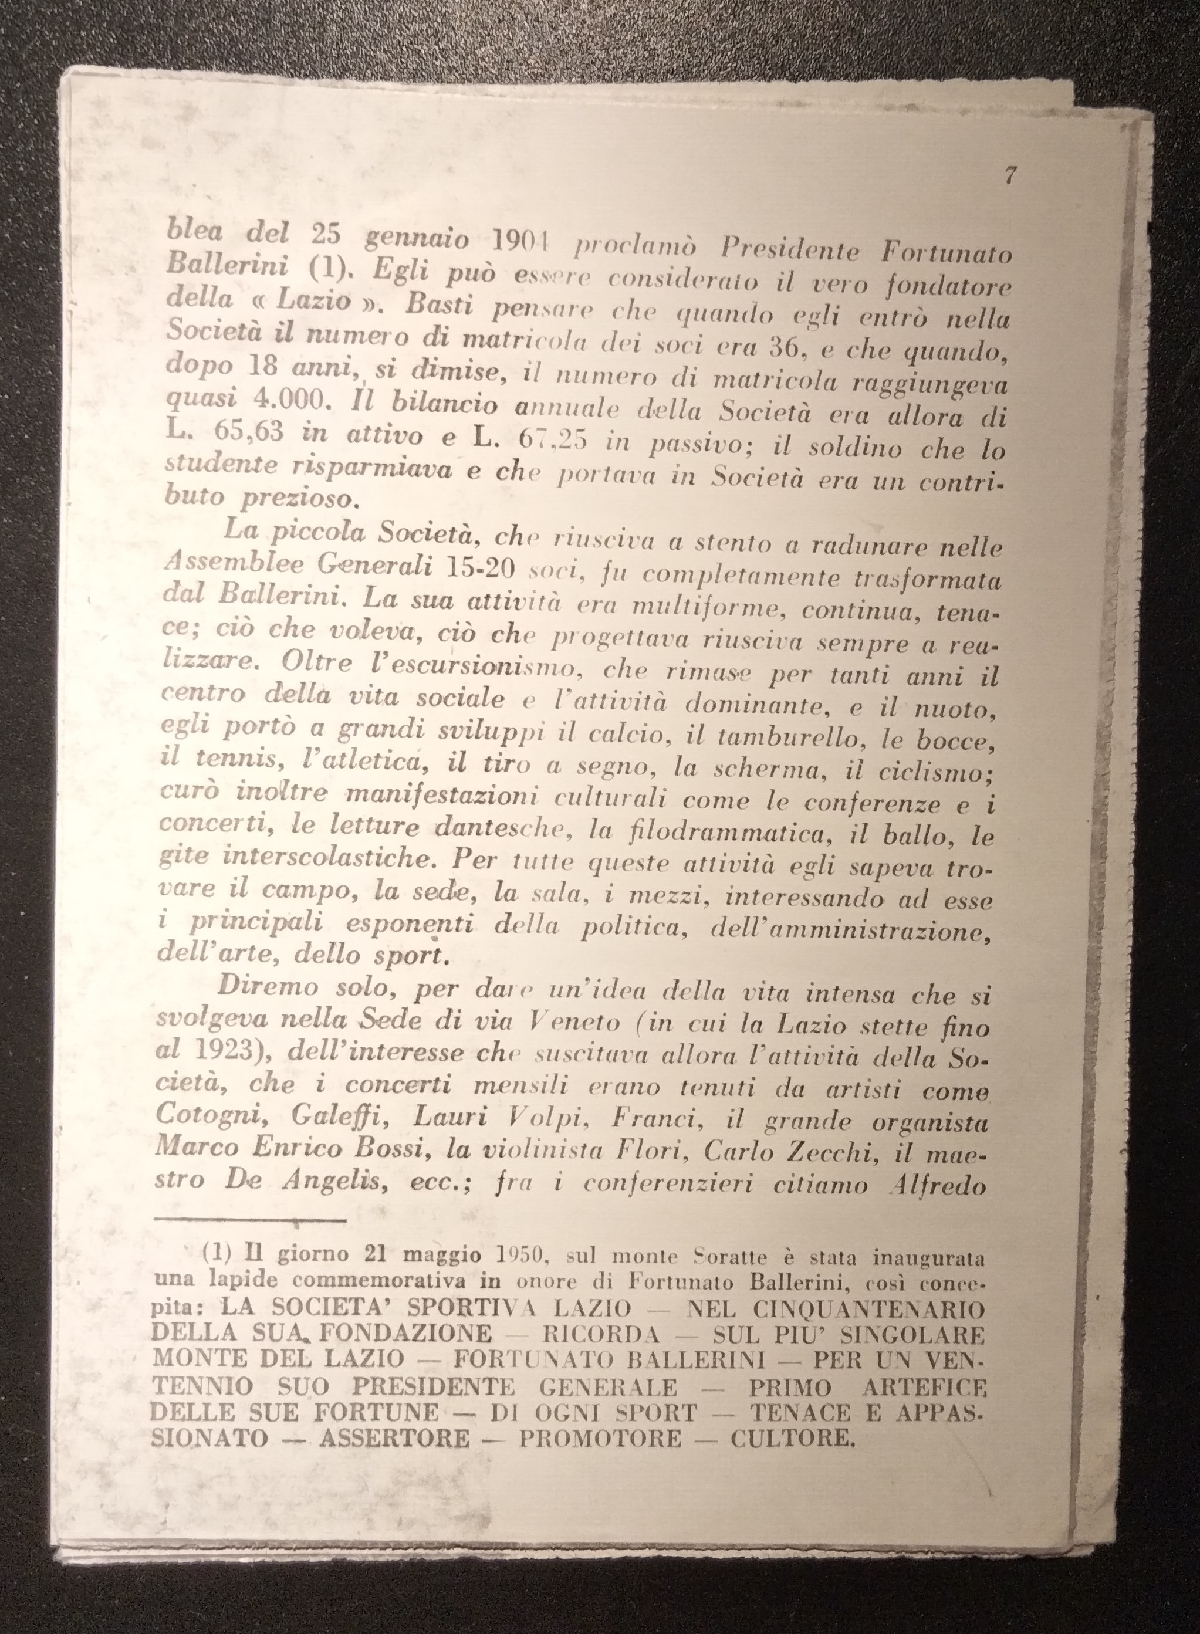 7
blea del 25 gennaio 1904 proclamò Presidente Fortunato
Ballerini (1). Egli può essere considerato il vero fondatore
della « Lazio ». Basti pensare che quando egli entrò nella
Società il numero di matricola dei soci era 36, e che quando,
dopo 18 anni, si dimise, il numero di matricola raggiungeva
quasi 4.000. Il bilancio annuale della Società era allora di
L. 65,63 in attivo e L. 67,25 in passivo; il soldino che lo
studente risparmiava e che portava in Società era un contri-
buto prezioso.
La piccola Società, che riusciva a stento a radunare nelle
Assemblee Generali 15-20 soci, fu completamente trasformata
dal Ballerini. La sua attività era multiforme, continua, tena-
ce; ciò che voleva, ciò che progettava riusciva sempre a rea-
lizzare. Oltre l'escursionismo, che rimase per tanti anni il
centro della vita sociale e l'attività dominante, e il nuoto,
egli portò a grandi sviluppi il calcio, il tamburello, le bocce,
il tennis, l'atletica, il tiro a segno, la scherma, il ciclismo;
curò inoltre manifestazioni culturali come le conferenze e i
concerti, le letture dantesche, la filodrammatica, il ballo, le
gite interscolastiche. Per tutte queste attività egli sapeva tro-
vare il campo, la sede, la sala, i mezzi, interessando ad esse
i principali esponenti della politica, dell'amministrazione,
dell'arte, dello sport.
Diremo solo, per dare un'idea della vita intensa che si
svolgeva nella Sede di via Veneto (in cui la Lazio stette fino
al 1923), dell'interesse che suscitava allora l'attività della So-
cietà, che i concerti mensili erano tenuti da artisti come
Cotogni, Galeffi, Lauri Volpi, Franci, il grande organista
Marco Enrico Bossi, la violinista Flori, Carlo Zecchi, il mae-
stro De Angelis, ecc.; fra i conferenzieri citiamo Alfredo
(1) Il giorno 21 maggio 1950, sul monte Soratte è stata inaugurata
una lapide commemorativa in onore di Fortunato Ballerini, così conce-
pita: LA SOCIETA' SPORTIVA LAZIO — NEL CINQUANTENARIO
DELLA SUA FONDAZIONE — RICORDA — SUL PIU' SINGOLARE
MONTE DEL LAZIO — FORTUNATO BALLERINI — PER UN VEN-
TENNIO SUO PRESIDENTE GENERALE — PRIMO ARTEFICE
DELLE SUE FORTUNE — DI OGNI SPORT — TENACE E APPAS-
SIONATO — ASSERTORE — PROMOTORE — CULTORE.